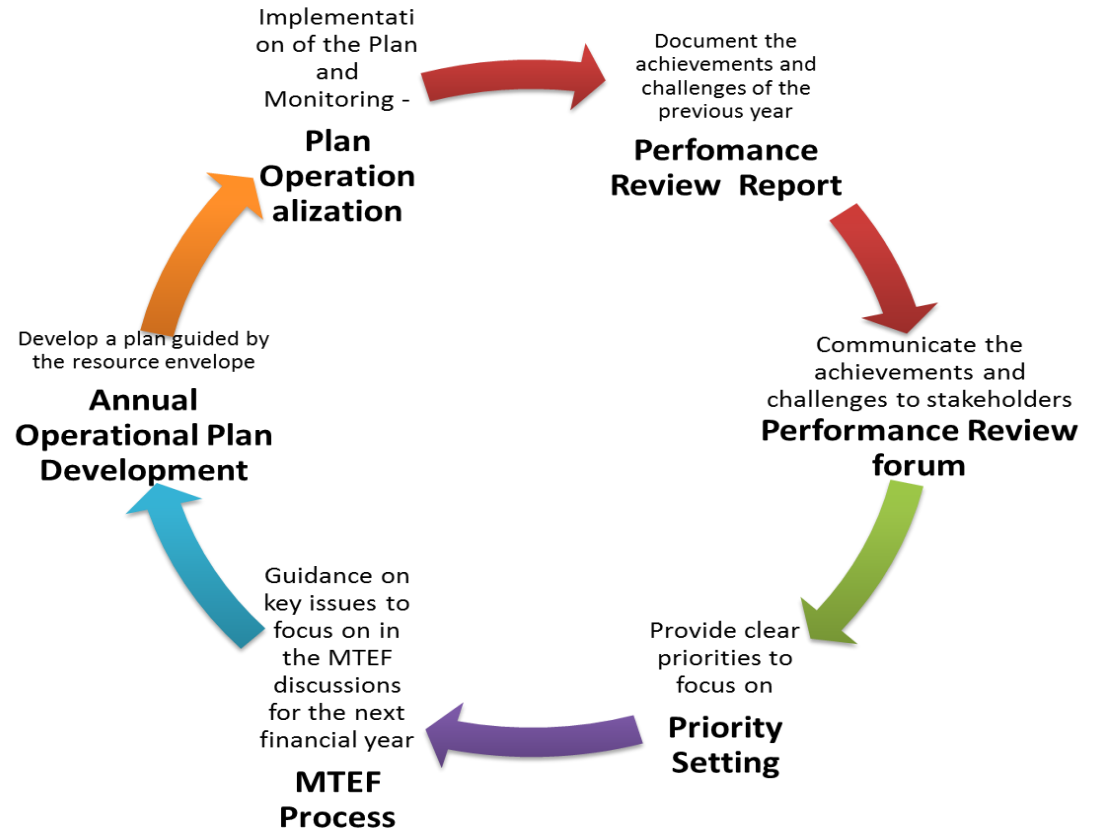 Implementati
on of the Plan
and
Monitoring -
Plan
Operation
alization
Document the
achievements and
challenges of the
previous year
Perfomance
Review Report
Communicate the
achievements and
challenges to stakeholders
Performance Review
forum
Provide clear
priorities to
focus on
Priority
Setting
Guidance on
key issues to
focus on in
the MTEF
discussions
for the next
financial year
MTEF
Process
Develop a plan guided by
the resource envelope
Annual
Operational Plan
Development